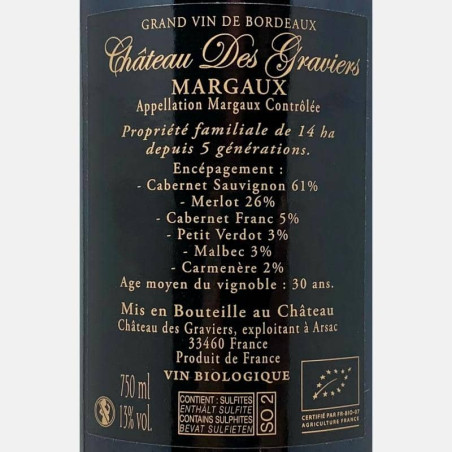 GRAND VIN DE BORDEAUX
Château Des Graviers
MARGAUX
Appellation Margaux Contrôlée
Propriété familiale de 14 ha
depuis 5 générations.
Encépagement :
- Cabernet Sauvignon 61%
- Merlot 26%
- Cabernet Franc 5%
- Petit Verdot 3%
- Malbec 3%
- Carmenère 2%
Age moyen du vignoble : 30 ans.
Mis en Bouteille au Château
Château des Graviers, exploitant à Arsac
33460 France
Produit de France
VIN BIOLOGIQUE
750 ml
13% vol.
CONTIENT : SULFITES
ENTHÄLT SULFITE
CONTAINS SULPHITES
BEVAT SULFIETEN
SO2
CERTIFIÉ PAR FR-BIO-07
AGRICULTURE FRANCE